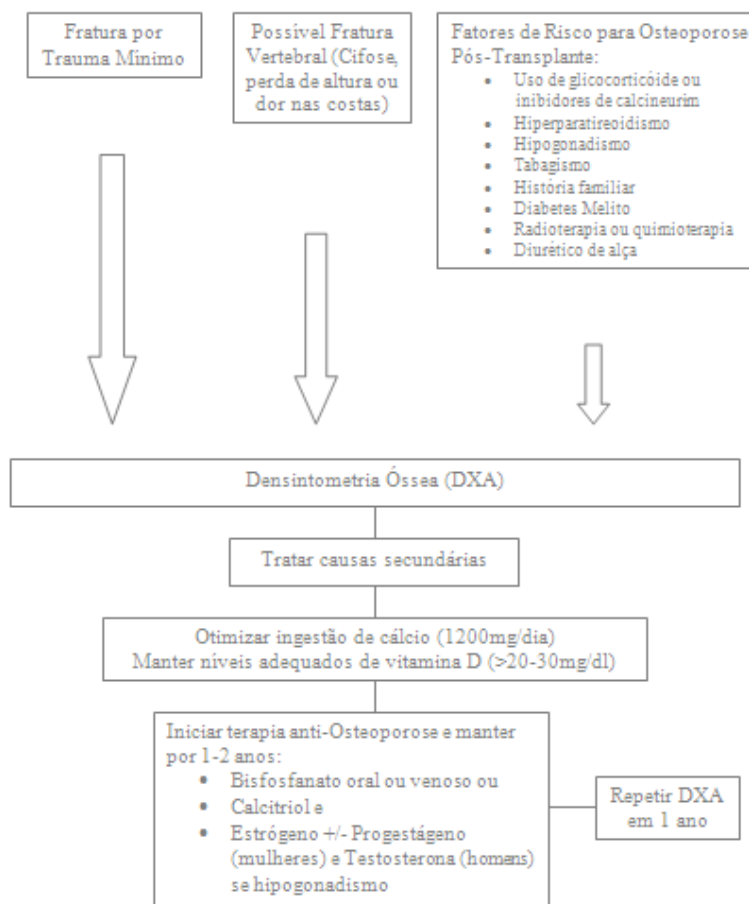 Fratura por
Trauma Mínimo
Possível Fratura
Vertebral (Cifose,
perda de altura ou
dor nas costas)
Fatores de Risco para Osteoporose
Pós-Transplante:
• Uso de glicocorticóide ou
inibidores de calcineurim
• Hiperparatireoidismo
• Hipogonadismo
• Tabagismo
• História familiar
• Diabetes Melito
• Radioterapia ou quimioterapia
• Diurético de alça
Densintometria Óssea (DXA)
Tratar causas secundárias
Otimizar ingestão de cálcio (1200mg/dia)
Manter níveis adequados de vitamina D (>20-30mg/dl)
Iniciar terapia anti-Osteoporose e manter
por 1-2 anos:
• Bisfosfanato oral ou venoso ou
• Calcitriol e
• Estrógeno +/- Progestágeno
(mulheres) e Testosterona (homens)
se hipogonadismo
Repetir DXA
em 1 ano